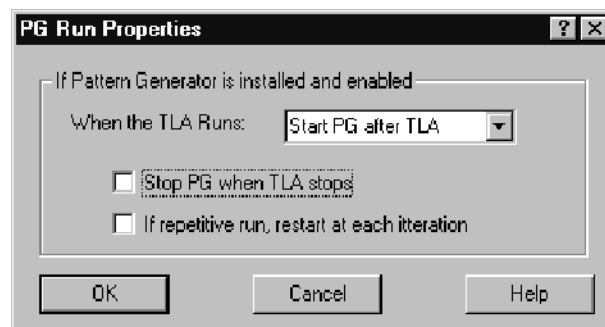 PG Run Properties
If Pattern Generator is installed and enabled
When the TLA Runs: Start PG after TLA
Stop PG when TLA stops
If repetitive run, restart at each itteration
OK Cancel Help